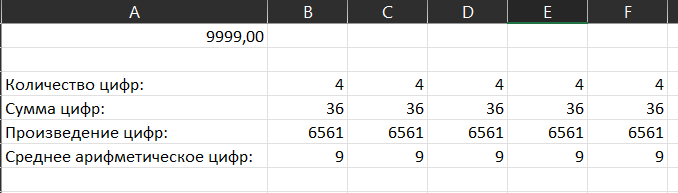 A B C D E F
9999,00
Количество цифр: 4 4 4 4 4
Сумма цифр: 36 36 36 36 36
Произведение цифр: 6561 6561 6561 6561 6561
Среднее арифметическое цифр: 9 9 9 9 9